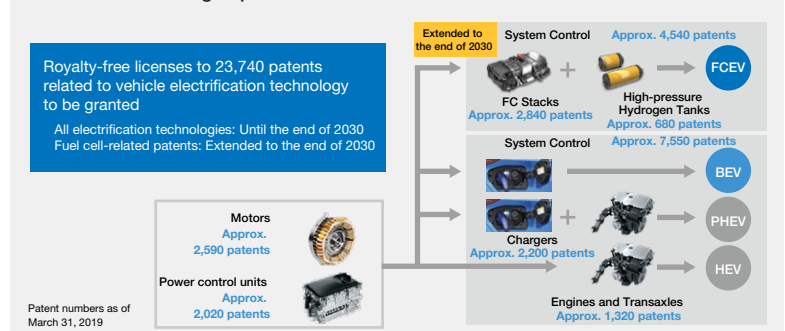 Royalty-free licenses to 23,740 patents
related to vehicle electrification technology
to be granted
All electrification technologies: Until the end of 2030
Fuel cell-related patents: Extended to the end of 2030
Extended to
the end of 2030
System Control
Approx. 4,540 patents
FC Stacks
Approx. 2,840 patents
High-pressure
Hydrogen Tanks
Approx. 680 patents
FCEV
System Control
Approx. 7,550 patents
BEV
Chargers
Approx. 2,200 patents
PHEV
HEV
Engines and Transaxles
Approx. 1,320 patents
Motors
Approx.
2,590 patents
Power control units
Approx.
2,020 patents
Patent numbers as of
March 31, 2019